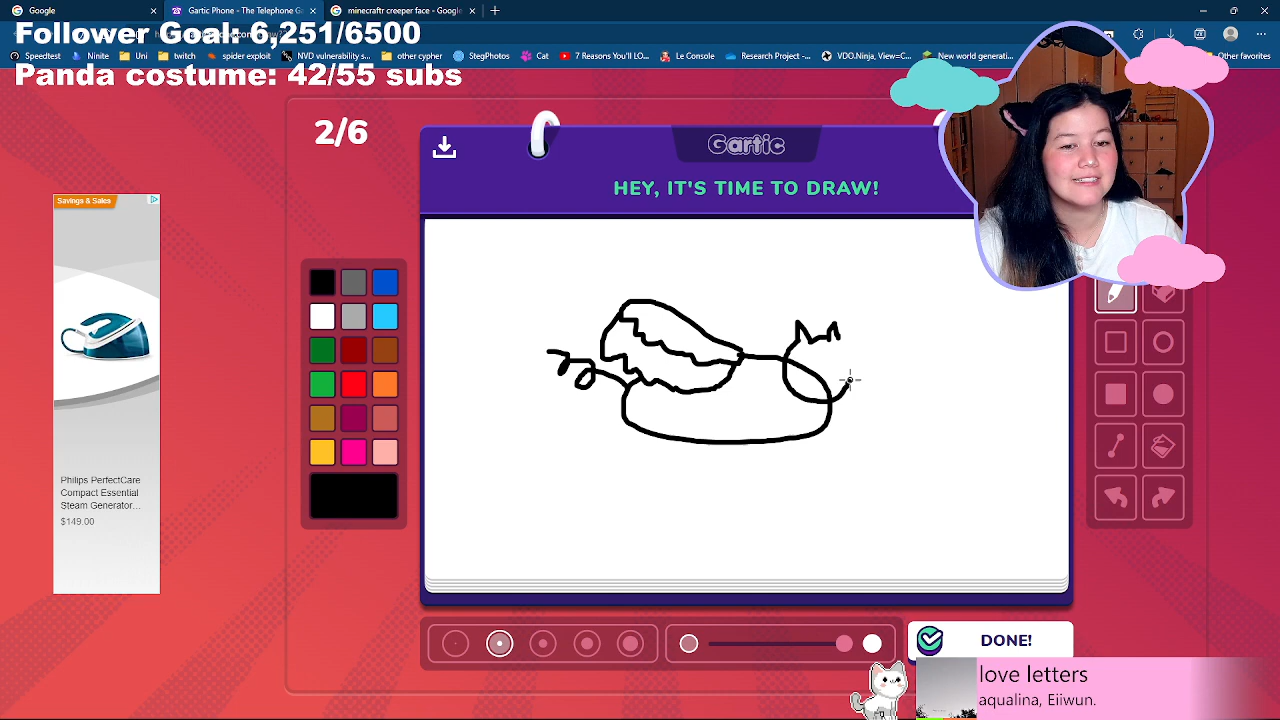 Google
Gartic Phone - The Telephone Ga
minecraftr creeper face - Google
Follower Goal: 6,251/6500
Speedtest
Ninite
Uni
twitch
spider exploit
NVD vulnerability s...
other cypher
StegPhotos
Cat
7 Reasons You'll LO...
Le Console
Research Project -...
VDO.Ninja, View=C...
New world generati...
Other favorites
Panda costume: 42/55 subs
2/6
Gartic
HEY, IT'S TIME TO DRAW!
Savings & Sales
Philips PerfectCare
Compact Essential
Steam Generator...
$149.00
DONE!
love letters
aqualina, Eiiwun.